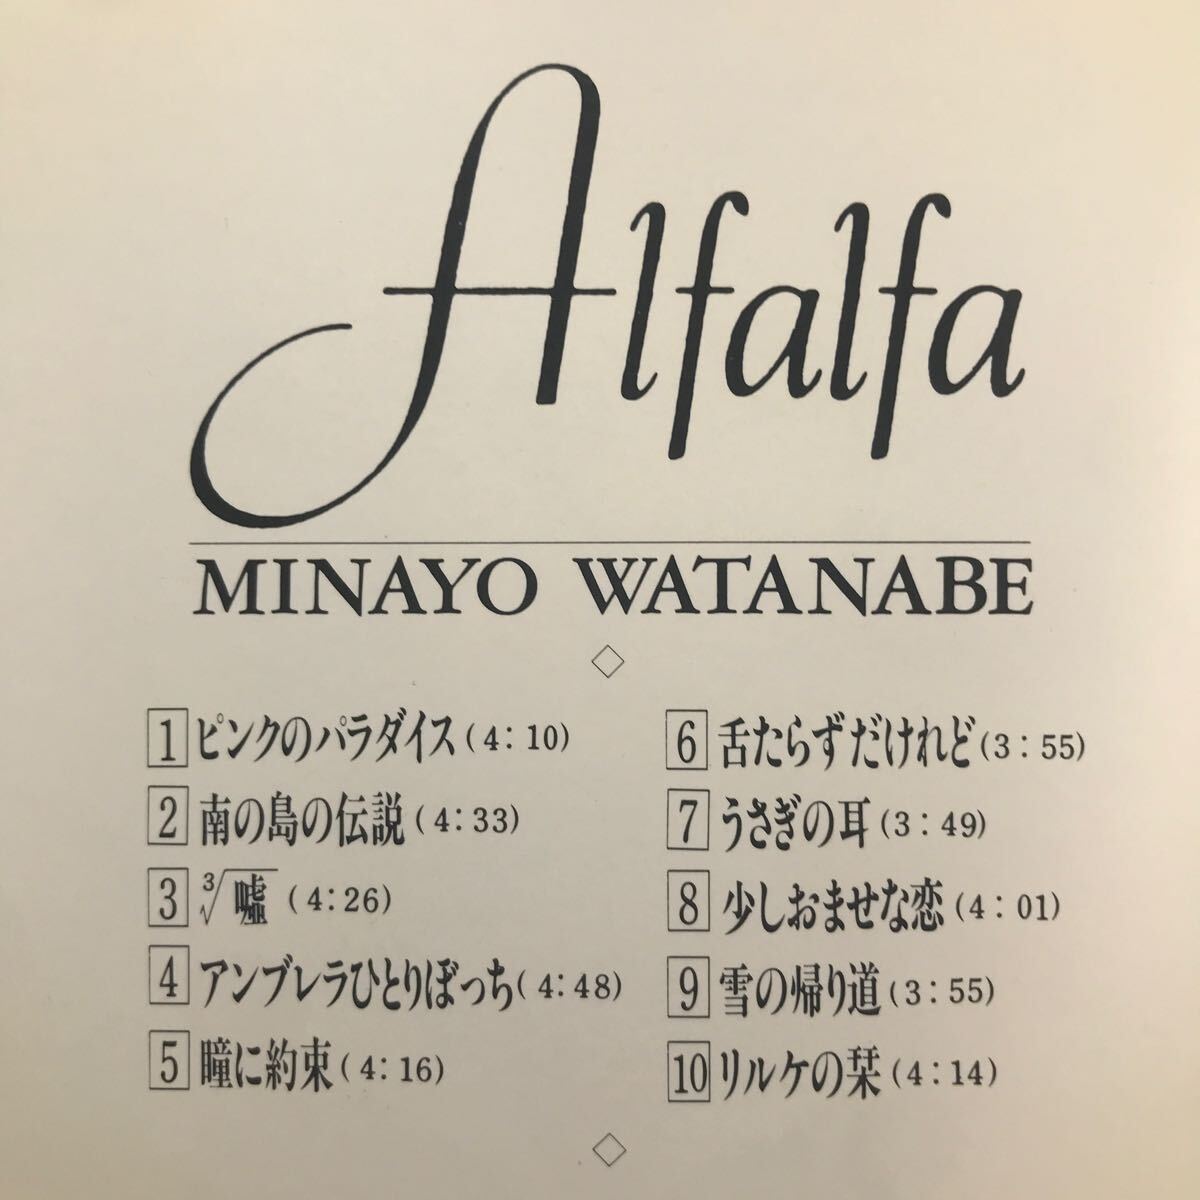 Alfalfa
MINAYO WATANABE
1 ピンクのパラダイス(4:10)
2 南の島の伝説(4:33)
3 ∛嘘(4:26)
4 アンブレラひとりぼっち(4:48)
5 瞳に約束(4:16)
6 舌たらずだけれど(3:55)
7 うさぎの耳(3:49)
8 少しおませな恋(4:01)
9 雪の帰り道(3:55)
10 リルケの栞(4:14)